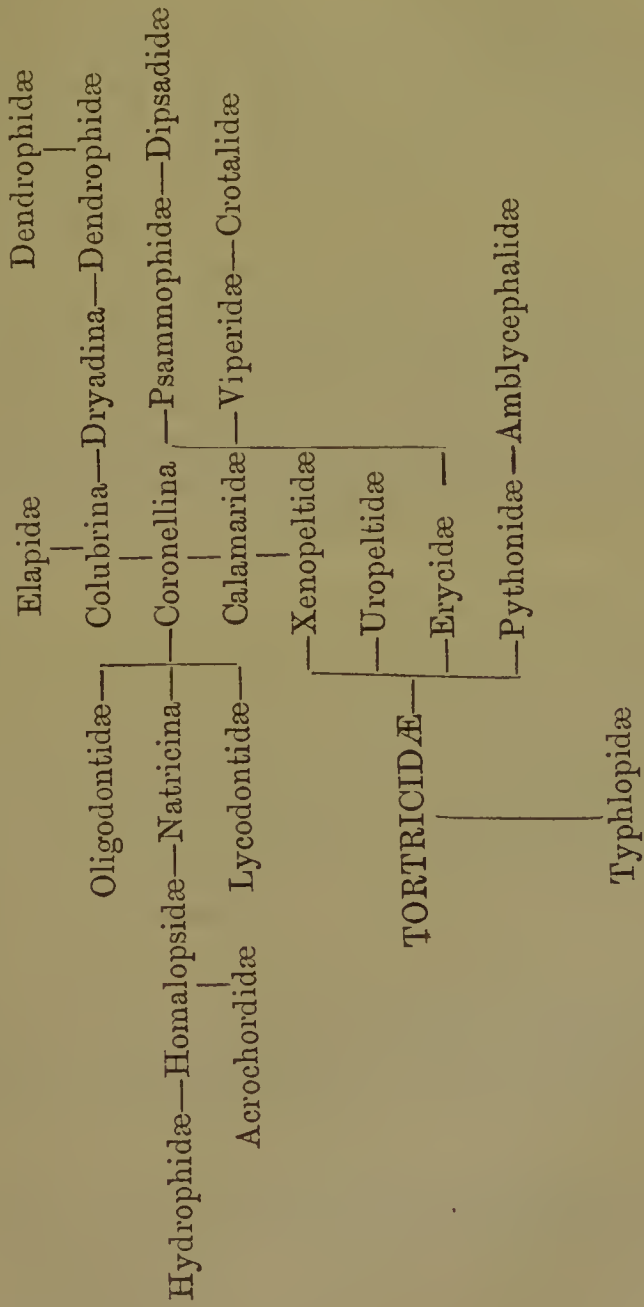 Dendrophidæ
Elapidæ
Colubrina—Dryadina—Dendrophidæ
Oligodontidæ—
Hydrophidæ—Homalopsidæ—Natricina—Coronellina—Psammophidæ—Dipsadidæ
Acrochordidæ
Lycodontidæ—
Calamaridæ—Viperidæ—Crotalidæ
—Xenopeltidæ
—Uropeltidæ
TORTRICIDÆ—
—Erycidæ—
—Pythonidæ—Amblycephalidæ
Typhlopidæ